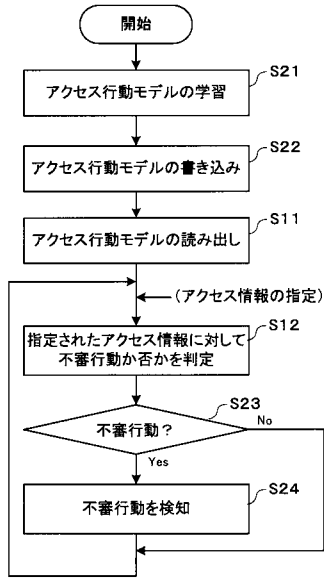 開始
S21
アクセス行動モデルの学習
S22
アクセス行動モデルの書き込み
S11
アクセス行動モデルの読み出し
(アクセス情報の指定)
S12
指定されたアクセス情報に対して
不審行動か否かを判定
S23
不審行動?
No
Yes
S24
不審行動を検知